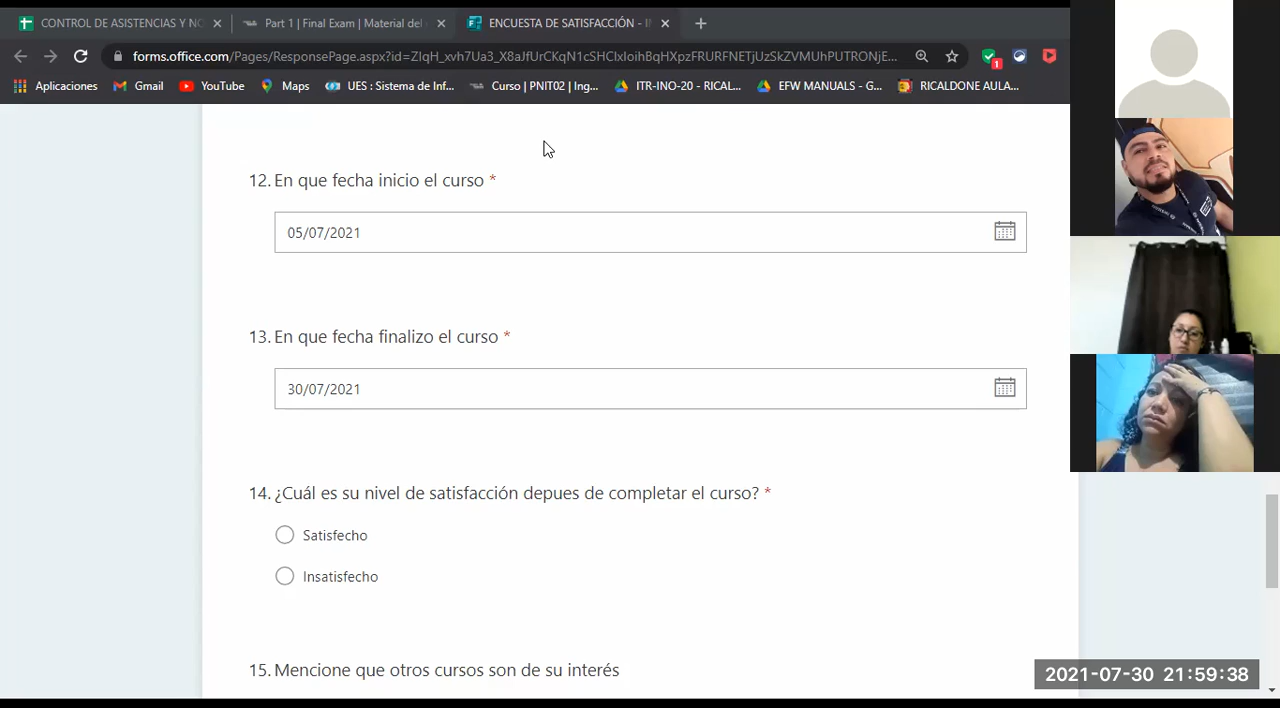 CONTROL DE ASISTENCIAS Y NO
Part 1 | Final Exam | Material del
ENCUESTA DE SATISFACCIÓN - I
forms.office.com/Pages/ResponsePage.aspx?id=
Aplicaciones
Gmail
YouTube
Maps
UES : Sistema de Inf...
Curso | PNIT02 | Ing...
ITR-INO-20 - RICAL...
EFW MANUALS - G...
RICALDONE AULA...
1
12. En que fecha inicio el curso *
05/07/2021
13. En que fecha finalizo el curso *
30/07/2021
14. ¿Cuál es su nivel de satisfacción depues de completar el curso? *
Satisfecho
Insatisfecho
15. Mencione que otros cursos son de su interés
2021-07-30 21:59:38